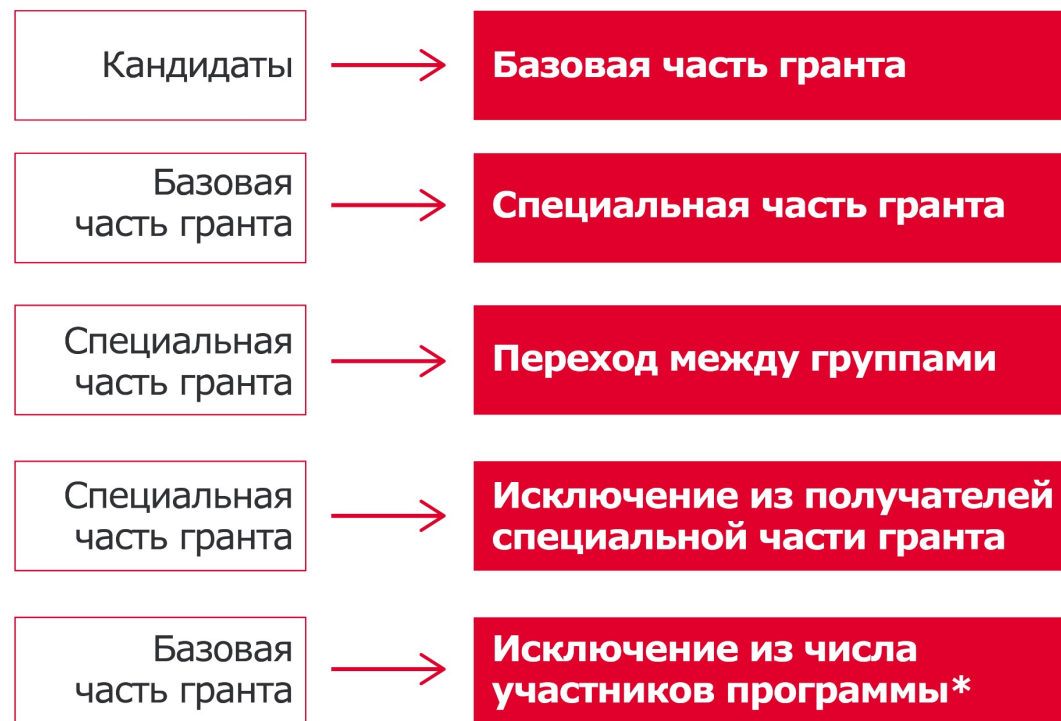 Кандидаты
Базовая часть гранта
Базовая
часть гранта
Специальная часть гранта
Специальная
часть гранта
Переход между группами
Специальная
часть гранта
Исключение из получателей
специальной части гранта
Базовая
часть гранта
Исключение из числа
участников программы*